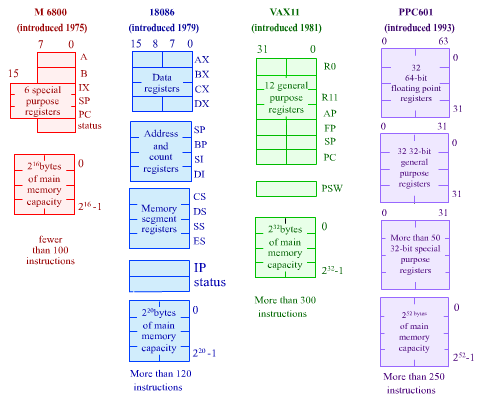 M 6800
(introduced 1975)
7 0
A
B
15
IX
SP
PC
status
6 special
purpose
registers
2^16 bytes
of main
memory
capacity
0
2^16 -1
fewer
than 100
instructions
18086
(introduced 1979)
15 8 7 0
AX
BX
CX
DX
Data
registers
SP
BP
SI
DI
Address
and
count
registers
CS
DS
SS
ES
Memory
segment
registers
IP
status
2^20 bytes
of main
memory
capacity
0
2^20 -1
More than 120
instructions
VAX11
(introduced 1981)
31 0
R0
R11
AP
FP
SP
PC
12 general
purpose
registers
PSW
2^32 bytes
of main
memory
capacity
0
2^32 -1
More than 300
instructions
PPC601
(introduced 1993)
0 63
0
32
64-bit
floating point
registers
31
0 31
0
32 32-bit
general
purpose
registers
31
0 31
More than 50
32-bit special
purpose
registers
2^52 bytes
of main
memory
capacity
0
2^52 -1
More than 250
instructions